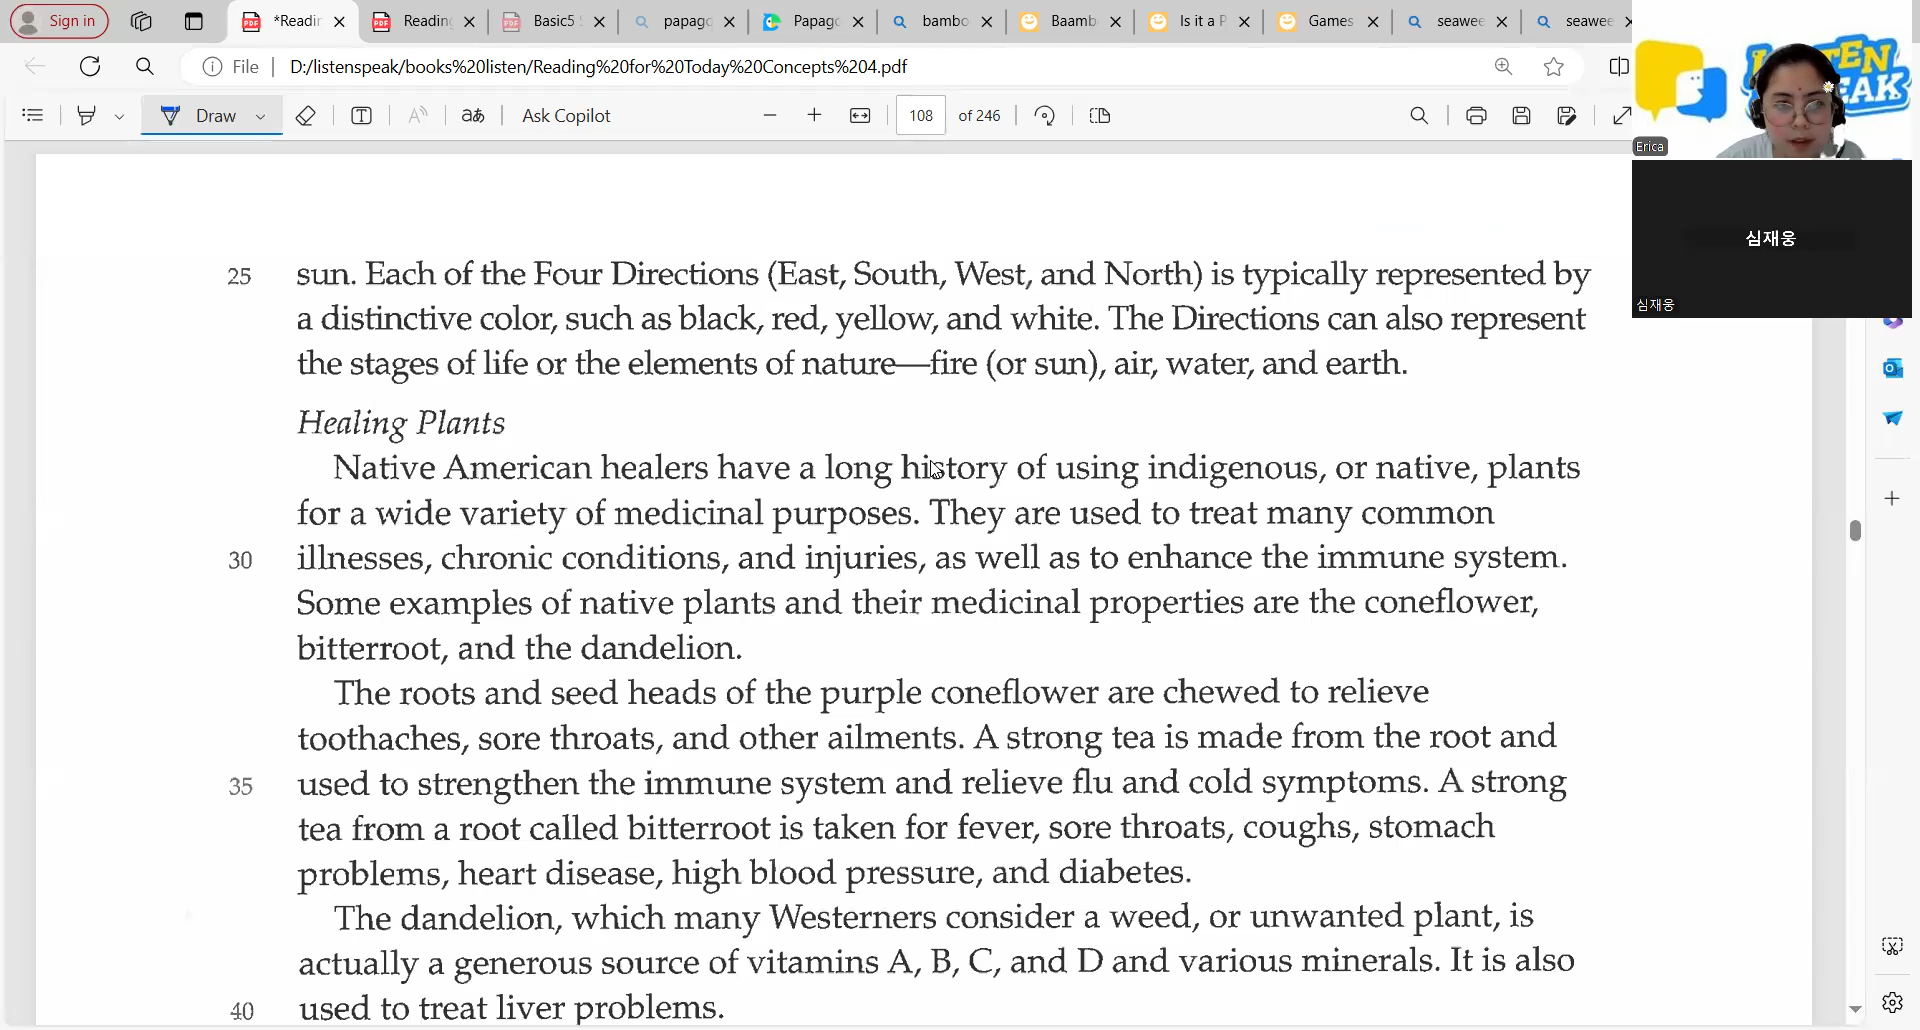 Sign in
*Readin
Reading
Basic5
papago
Papago
bambo
Baamb
Is it a P
Games
seawee
seawee
File
D:/listenspeak/books%20listen/Reading%20for%20Today%20Concepts%204.pdf
Draw
Ask Copilot
108
of 246
Erica
심재웅
심재웅
25 sun. Each of the Four Directions (East, South, West, and North) is typically represented by
a distinctive color, such as black, red, yellow, and white. The Directions can also represent
the stages of life or the elements of nature—fire (or sun), air, water, and earth.
Healing Plants
Native American healers have a long history of using indigenous, or native, plants
for a wide variety of medicinal purposes. They are used to treat many common
30 illnesses, chronic conditions, and injuries, as well as to enhance the immune system.
Some examples of native plants and their medicinal properties are the coneflower,
bitterroot, and the dandelion.
The roots and seed heads of the purple coneflower are chewed to relieve
toothaches, sore throats, and other ailments. A strong tea is made from the root and
35 used to strengthen the immune system and relieve flu and cold symptoms. A strong
tea from a root called bitterroot is taken for fever, sore throats, coughs, stomach
problems, heart disease, high blood pressure, and diabetes.
The dandelion, which many Westerners consider a weed, or unwanted plant, is
actually a generous source of vitamins A, B, C, and D and various minerals. It is also
40 used to treat liver problems.